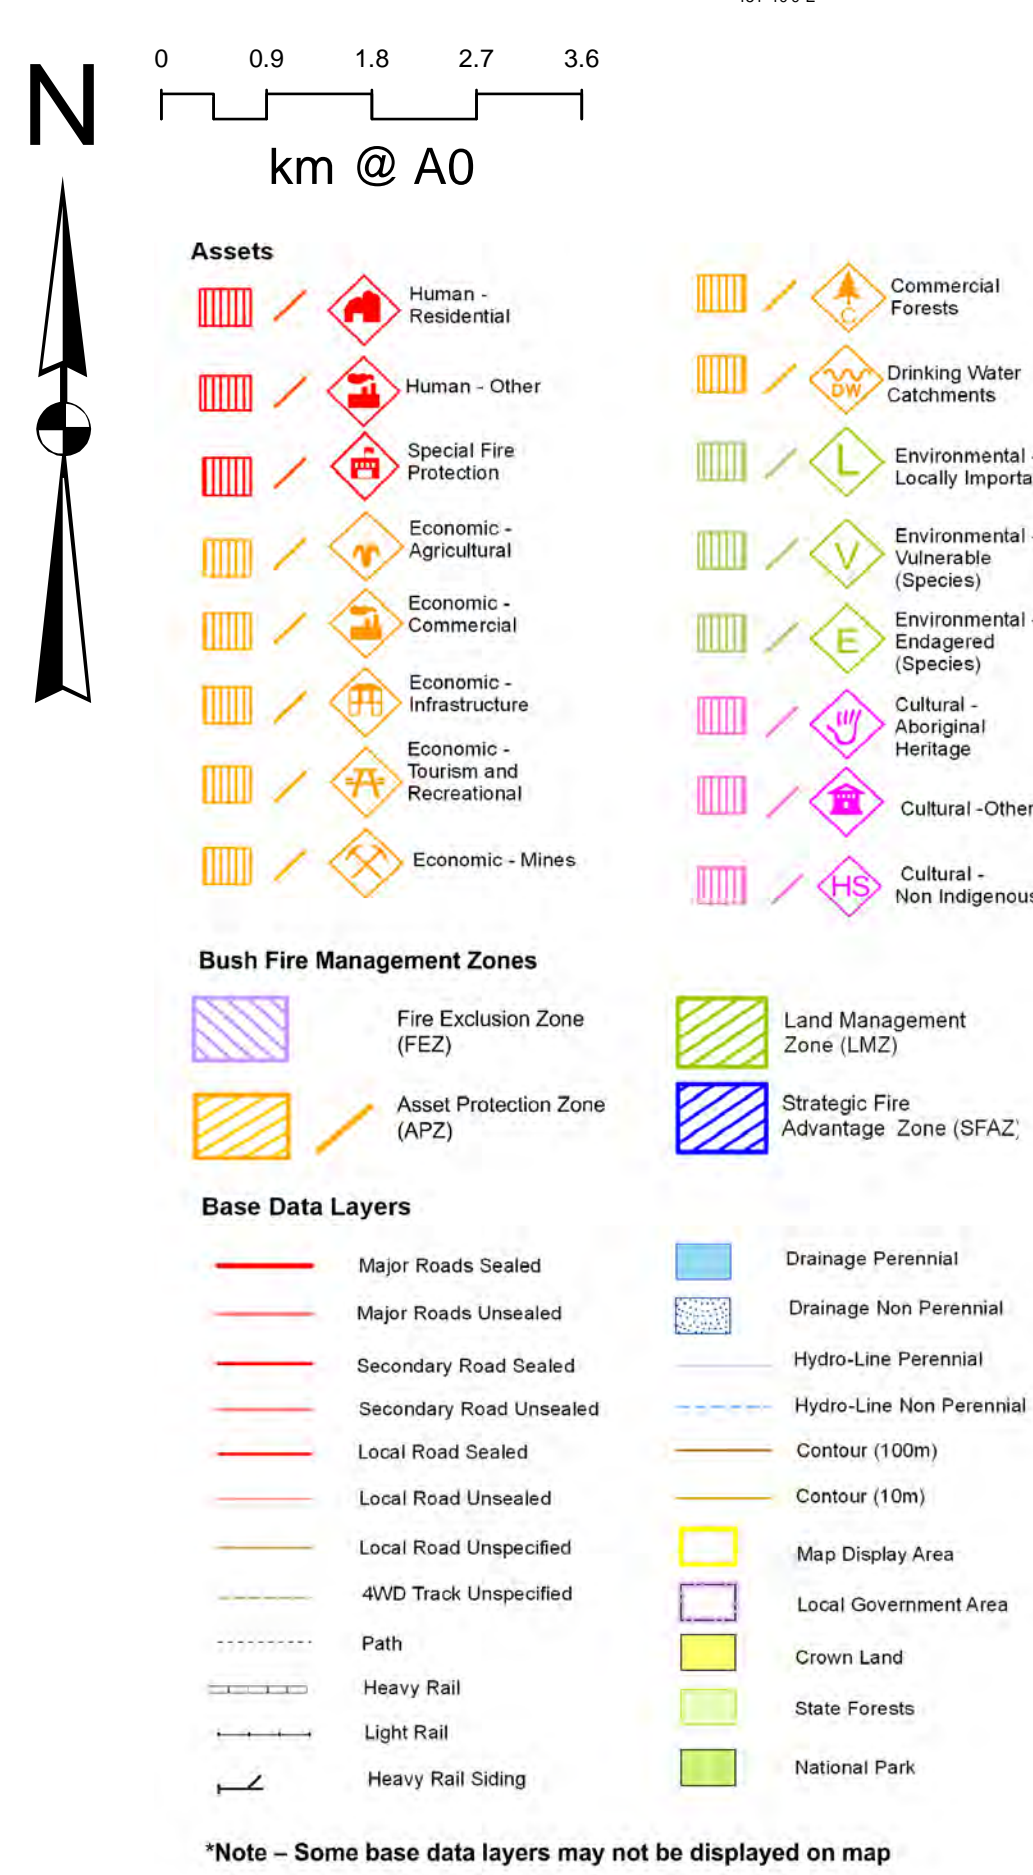 N
0 0.9 1.8 2.7 3.6
km @ A0
Assets
Human -
Residential
Human - Other
Special Fire
Protection
Economic -
Agricultural
Economic -
Commercial
Economic -
Infrastructure
Economic -
Tourism and
Recreational
Economic - Mines
C
Commercial
Forests
DW
Drinking Water
Catchments
L
Environmental -
Locally Importa
V
Environmental -
Vulnerable
(Species)
E
Environmental -
Endagered
(Species)
Cultural -
Aboriginal
Heritage
Cultural -Other
HS
Cultural -
Non Indigenous
Bush Fire Management Zones
Fire Exclusion Zone
(FEZ)
Asset Protection Zone
(APZ)
Land Management
Zone (LMZ)
Strategic Fire
Advantage Zone (SFAZ)
Base Data Layers
Major Roads Sealed
Major Roads Unsealed
Secondary Road Sealed
Secondary Road Unsealed
Local Road Sealed
Local Road Unsealed
Local Road Unspecified
4WD Track Unspecified
Path
Heavy Rail
Light Rail
Heavy Rail Siding
Drainage Perennial
Drainage Non Perennial
Hydro-Line Perennial
Hydro-Line Non Perennial
Contour (100m)
Contour (10m)
Map Display Area
Local Government Area
Crown Land
State Forests
National Park
*Note – Some base data layers may not be displayed on map